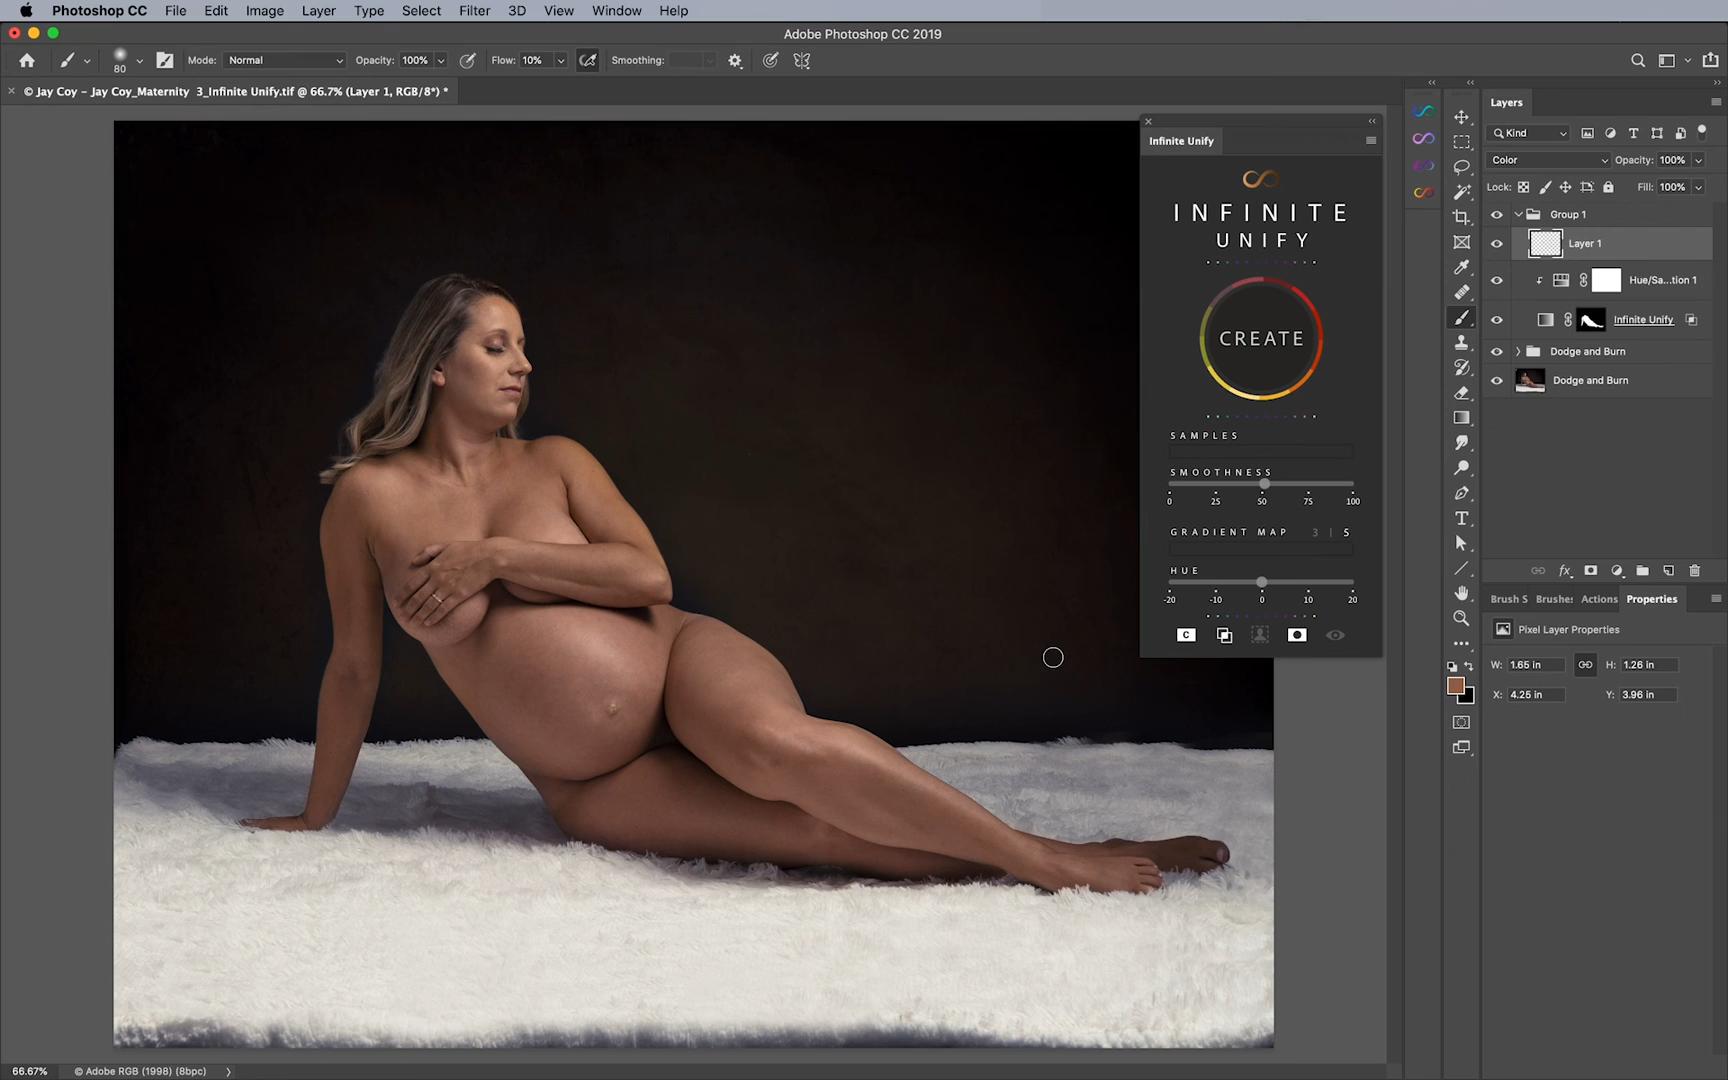 Photoshop CC File Edit Image Layer Type Select Filter 3D View Window Help
Adobe Photoshop CC 2019
80 Mode: Normal Opacity: 100% Flow: 10% Smoothing:
© Jay Coy – Jay Coy_Maternity 3_Infinite Unify.tif @ 66.7% (Layer 1, RGB/8*) *
Infinite Unify
INFINITE
UNIFY
CREATE
SAMPLES
SMOOTHNESS
0 25 50 75 100
GRADIENT MAP 3 | 5
HUE
-20 -10 0 10 20
C
Layers
Kind
Color Opacity: 100%
Lock: Fill: 100%
Group 1
Layer 1
Hue/Sa...tion 1
Infinite Unify
Dodge and Burn
Dodge and Burn
fx
Brush S Brushes Actions Properties
Pixel Layer Properties
W: 1.65 in H: 1.26 in
X: 4.25 in Y: 3.96 in
66.67% © Adobe RGB (1998) (8bpc)